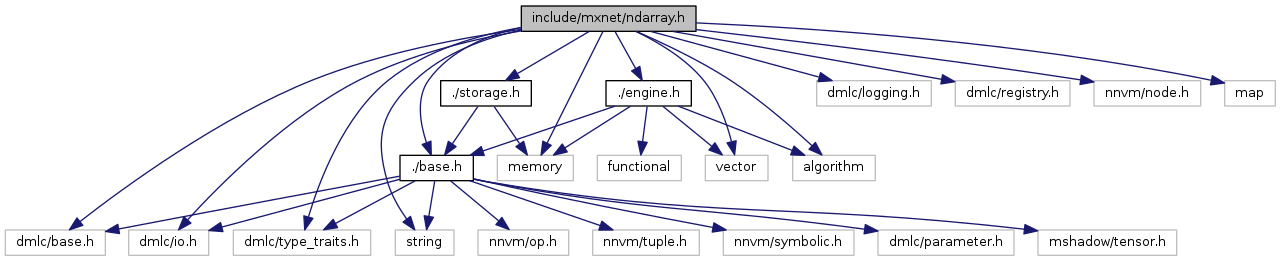 include/mxnet/ndarray.h
./storage.h
./engine.h
dmlc/logging.h
dmlc/registry.h
nnvm/node.h
map
./base.h
memory
functional
vector
algorithm
dmlc/base.h
dmlc/io.h
dmlc/type_traits.h
string
nnvm/op.h
nnvm/tuple.h
nnvm/symbolic.h
dmlc/parameter.h
mshadow/tensor.h